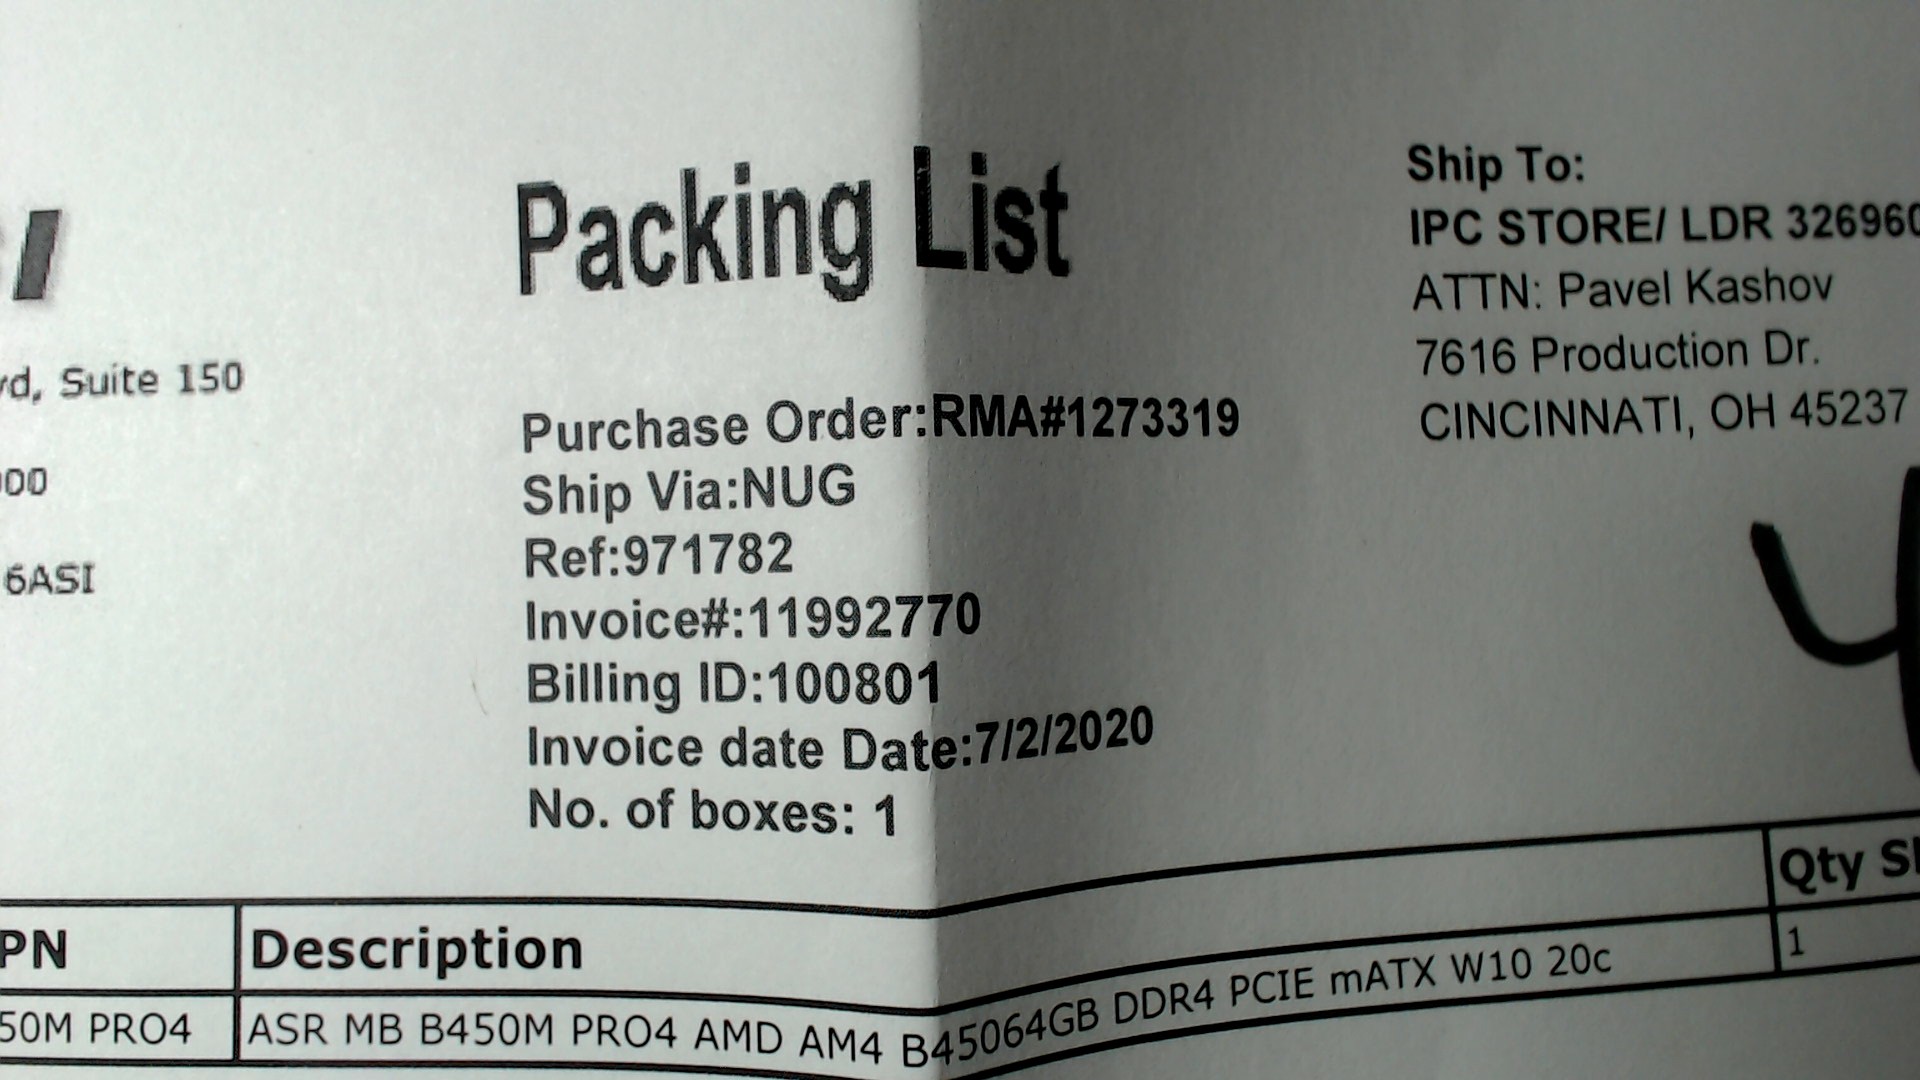 Packing List
Suite 150
6ASI
Purchase Order:RMA#1273319
Ship Via:NUG
Ref:971782
Invoice#:11992770
Billing ID:100801
Invoice date Date:7/2/2020
No. of boxes: 1
Ship To:
IPC STORE/ LDR 326960
ATTN: Pavel Kashov
7616 Production Dr.
CINCINNATI, OH 45237
PN Description Qty
50M PRO4 ASR MB B450M PRO4 AMD AM4 B45064GB DDR4 PCIE mATX W10 20c 1